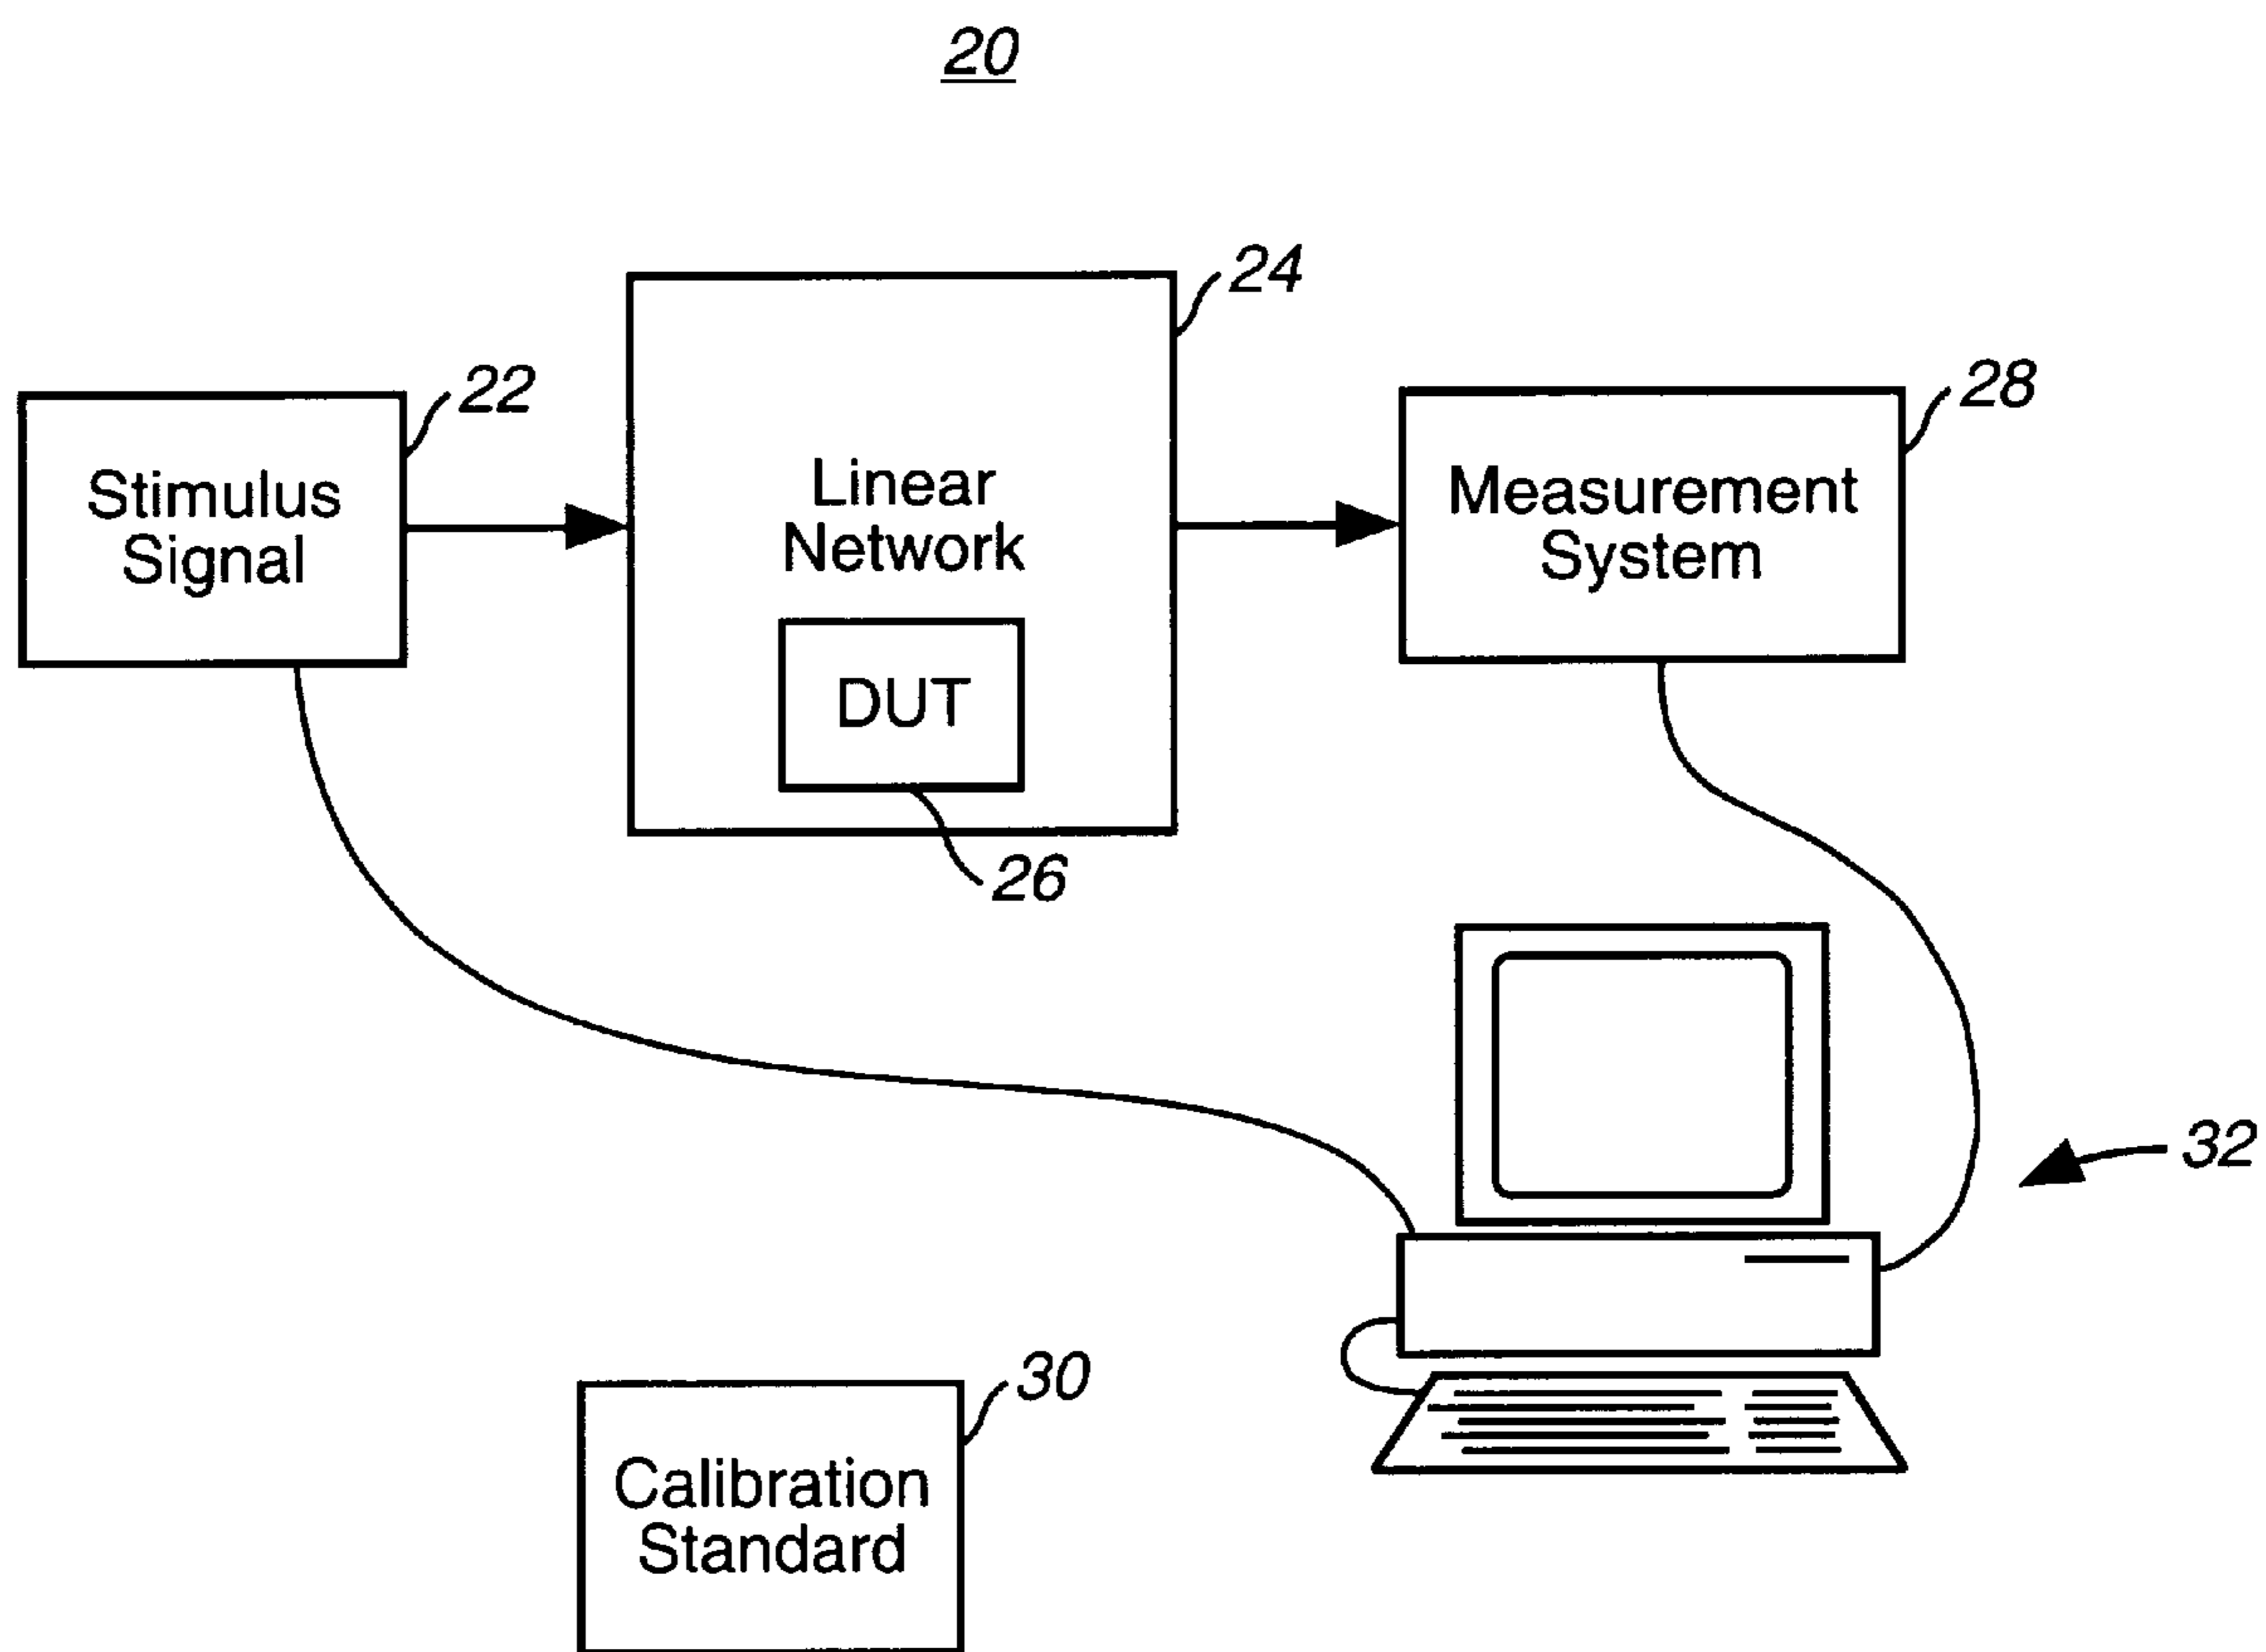 20
24
22
28
Stimulus
Signal
Linear
Network
Measurement
System
DUT
26
32
30
Calibration
Standard